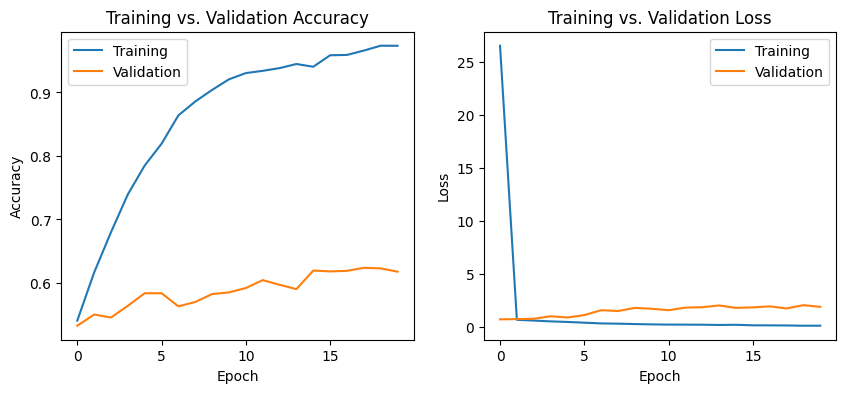 Training vs. Validation Accuracy
Training
Validation
0.9
0.8
0.7
0.6
Accuracy
0
5
10
15
Epoch
Training vs. Validation Loss
Training
Validation
25
20
15
10
5
0
Loss
0
5
10
15
Epoch